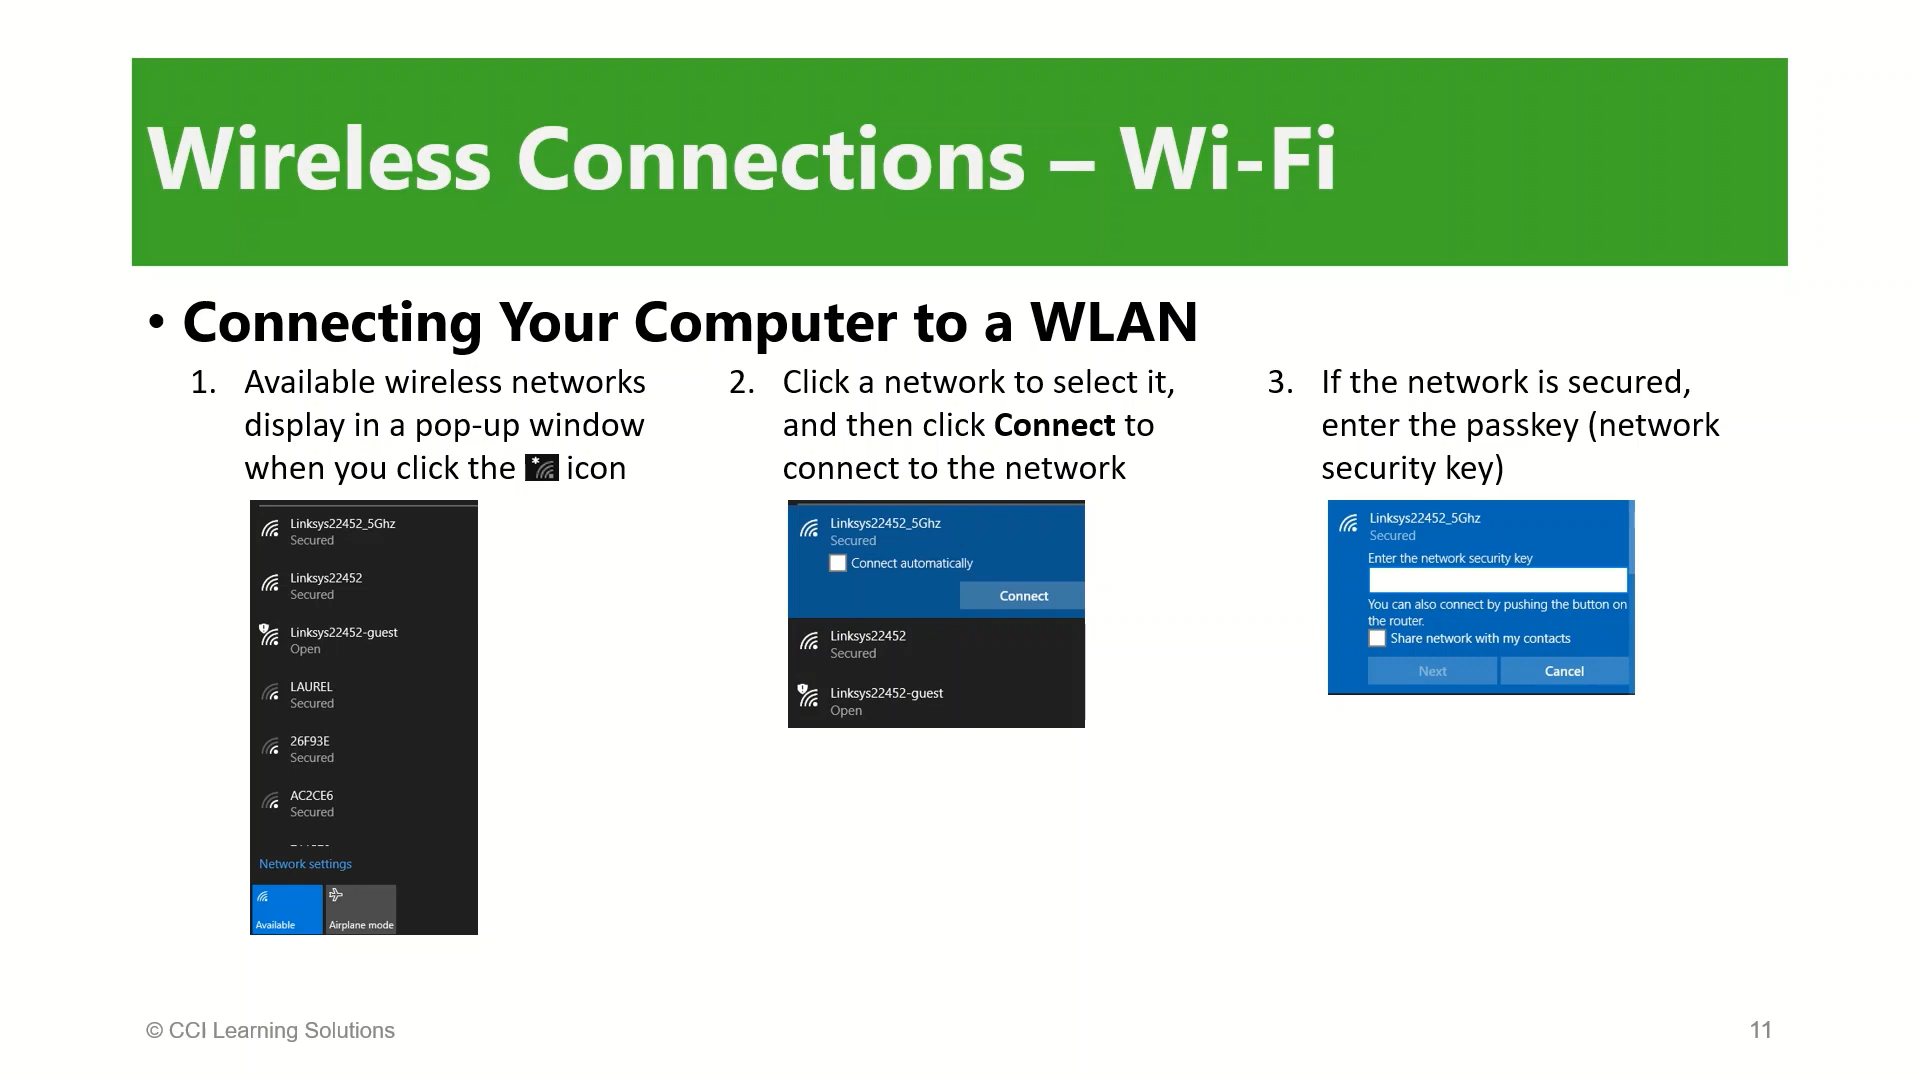 Wireless Connections – Wi-Fi
• Connecting Your Computer to a WLAN
1. Available wireless networks
display in a pop-up window
when you click the icon
Linksys22452_5Ghz
Secured
Linksys22452
Secured
Linksys22452-guest
Open
LAUREL
Secured
26F93E
Secured
AC2CE6
Secured
Network settings
Available
Airplane mode
2. Click a network to select it,
and then click Connect to
connect to the network
Linksys22452_5Ghz
Secured
Connect automatically
Connect
Linksys22452
Secured
Linksys22452-guest
Open
3. If the network is secured,
enter the passkey (network
security key)
Linksys22452_5Ghz
Secured
Enter the network security key
You can also connect by pushing the button on
the router.
Share network with my contacts
Next
Cancel
© CCI Learning Solutions
11